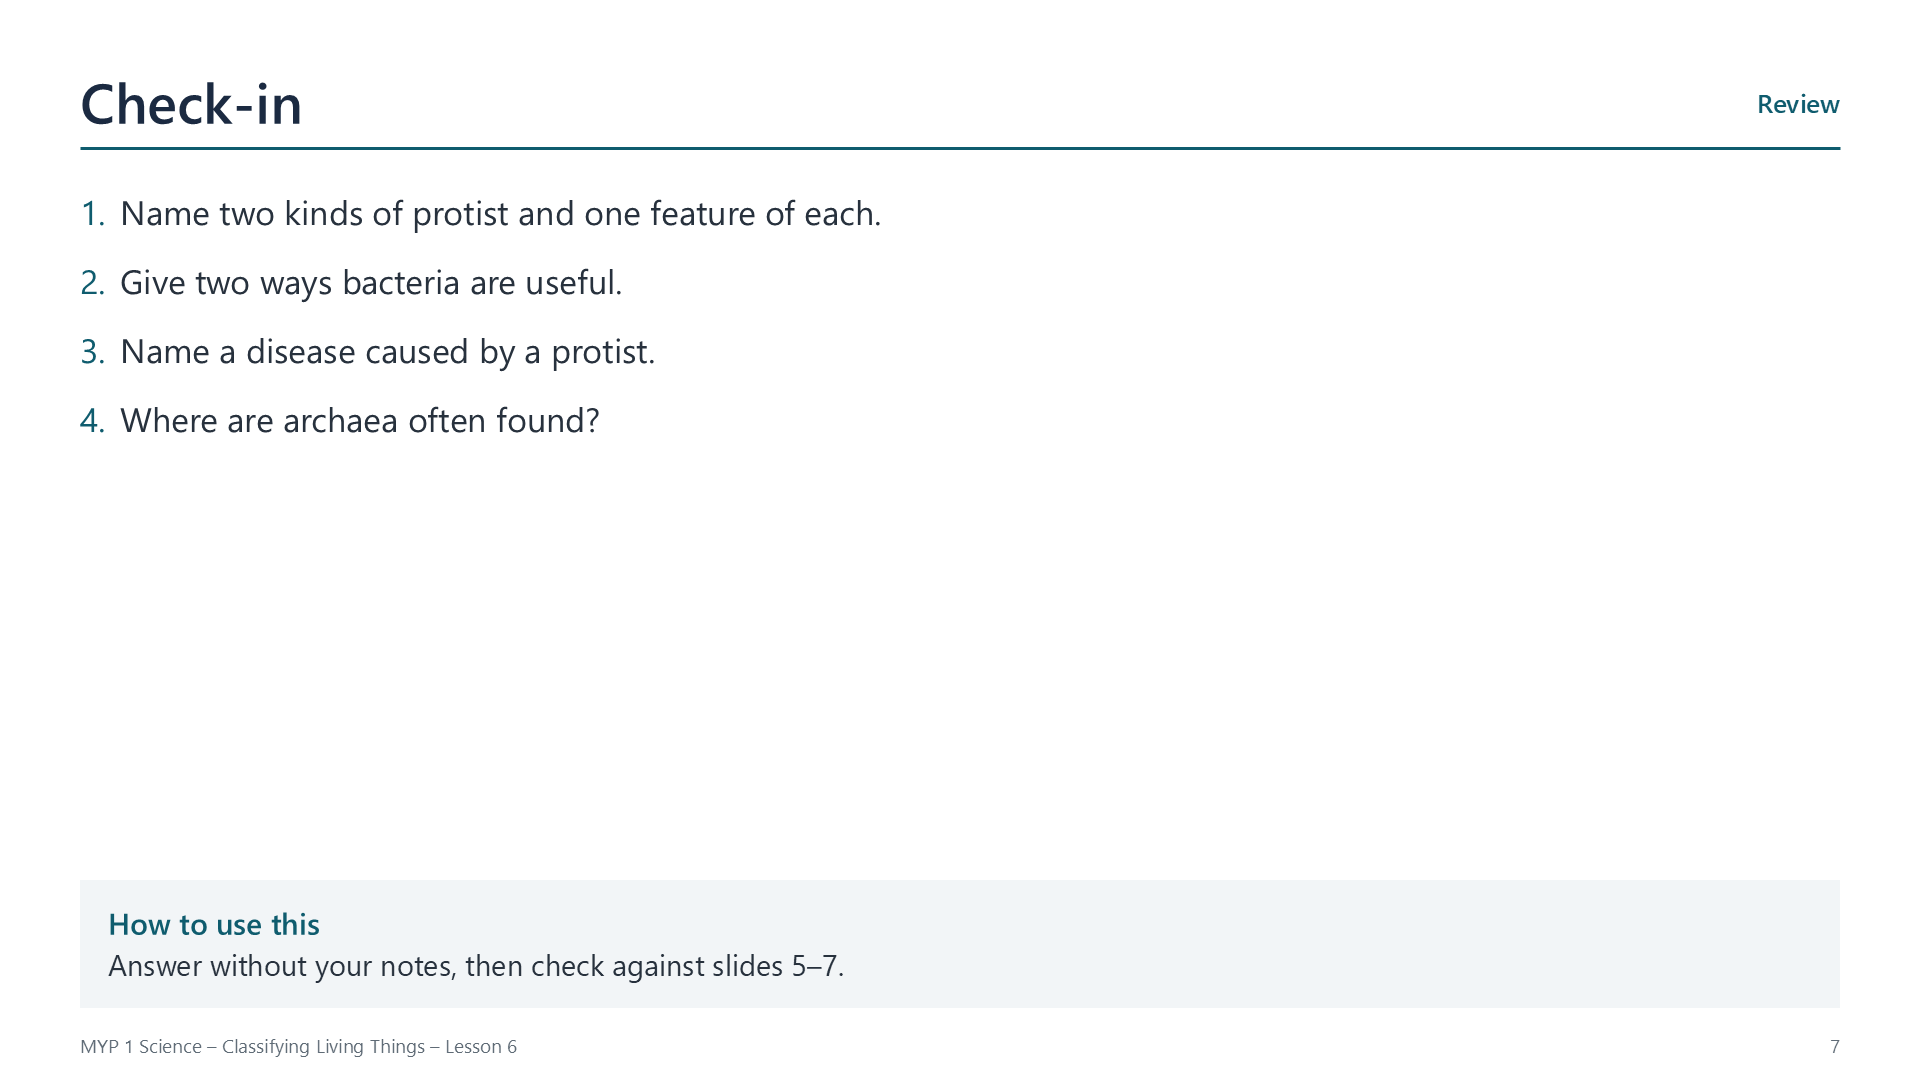 Check-in
Review
1. Name two kinds of protist and one feature of each.
2. Give two ways bacteria are useful.
3. Name a disease caused by a protist.
4. Where are archaea often found?
How to use this
Answer without your notes, then check against slides 5–7.
MYP 1 Science – Classifying Living Things – Lesson 6
7